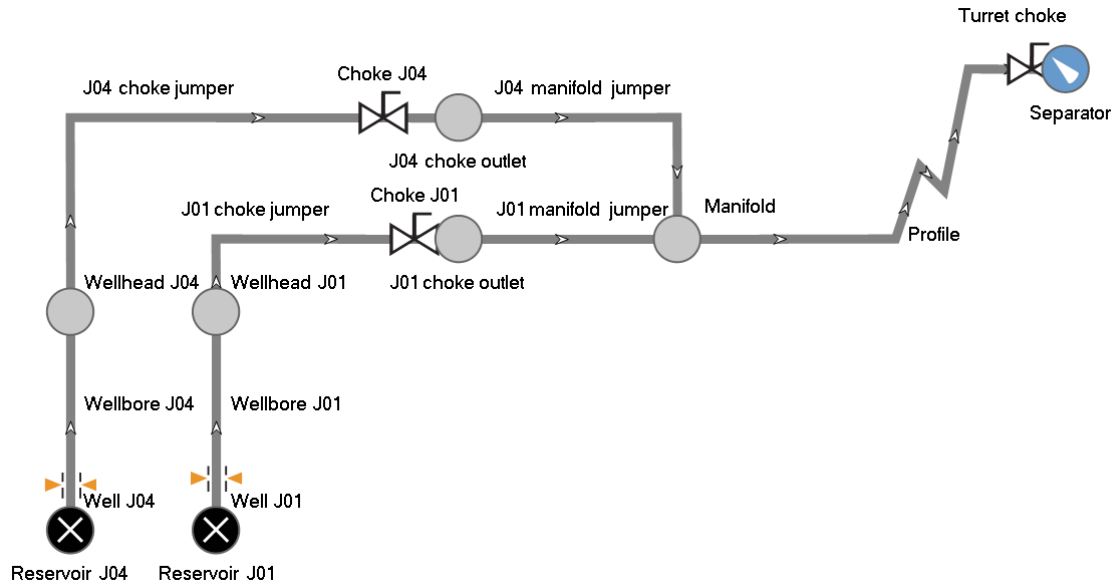 Turret choke
Choke J04
J04 choke jumper
J04 manifold jumper
Separator
J04 choke outlet
Choke J01
J01 choke jumper
J01 manifold jumper
Manifold
Profile
J01 choke outlet
Wellhead J04
Wellhead J01
Wellbore J04
Wellbore J01
Well J04
Well J01
Reservoir J04
Reservoir J01